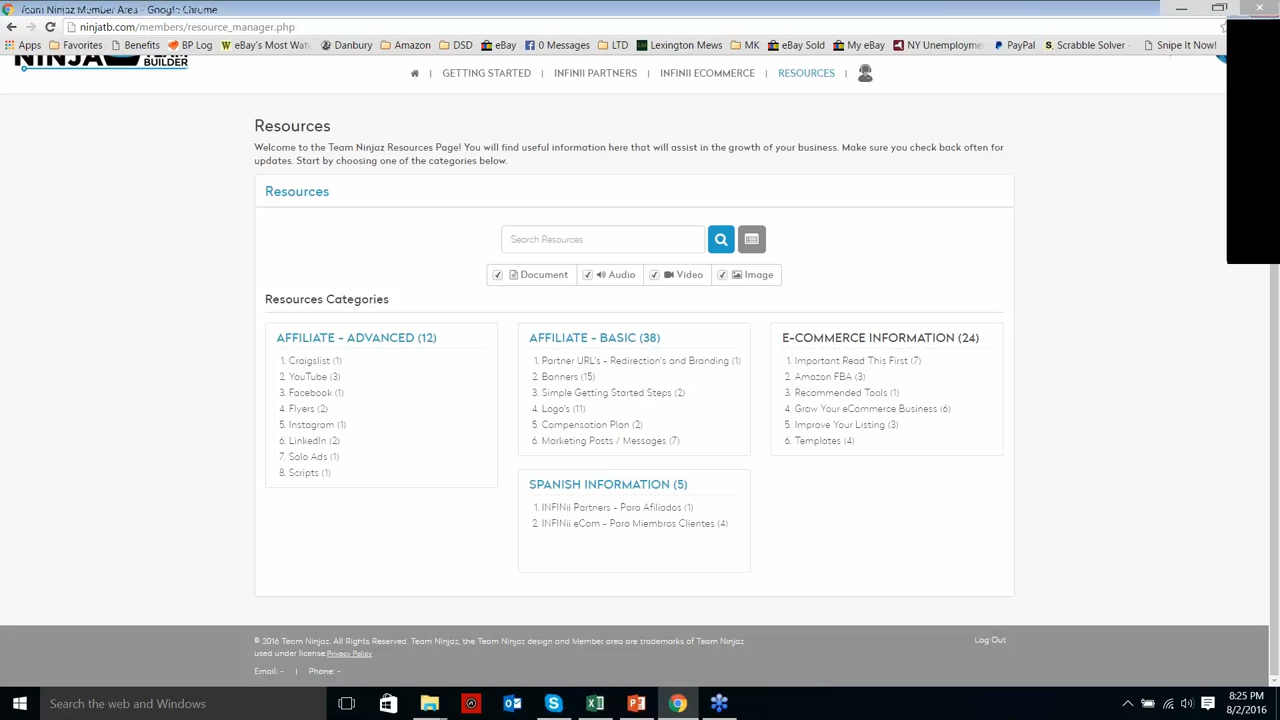 Team Ninjaz Member Area - Google Chrome
ninjatb.com/members/resource_manager.php
Apps Favorites Benefits BP Log eBay's Most Wat Danbury Amazon DSD eBay 0 Messages LTD Lexington Mews MK eBay Sold My eBay NY Unemployme PayPal Scrabble Solver - Snipe It Now!
NINJAZ BUILDER
GETTING STARTED | INFINII PARTNERS | INFINII ECOMMERCE | RESOURCES |
Resources
Welcome to the Team Ninjaz Resources Page! You will find useful information here that will assist in the growth of your business. Make sure you check back often for
updates. Start by choosing one of the categories below.
Resources
Search Resources
Document Audio Video Image
Resources Categories
AFFILIATE - ADVANCED (12)
1. Craigslist (1)
2. YouTube (3)
3. Facebook (1)
4. Flyers (2)
5. Instagram (1)
6. LinkedIn (2)
7. Solo Ads (1)
8. Scripts (1)
AFFILIATE - BASIC (38)
1. Partner URL's - Redirection's and Branding (1)
2. Banners (15)
3. Simple Getting Started Steps (2)
4. Logo's (11)
5. Compensation Plan (2)
6. Marketing Posts / Messages (7)
E-COMMERCE INFORMATION (24)
1. Important Read This First (7)
2. Amazon FBA (3)
3. Recommended Tools (1)
4. Grow Your eCommerce Business (6)
5. Improve Your Listing (3)
6. Templates (4)
SPANISH INFORMATION (5)
1. INFINii Partners - Para Afiliados (1)
2. INFINii eCom - Para Miembros Clientes (4)
© 2016 Team Ninjaz, All Rights Reserved. Team Ninjaz, the Team Ninjaz design and Member area are trademarks of Team Ninjaz
used under license.Privacy Policy
Log Out
Email: - | Phone: -
Search the web and Windows
8:25 PM
8/2/2016